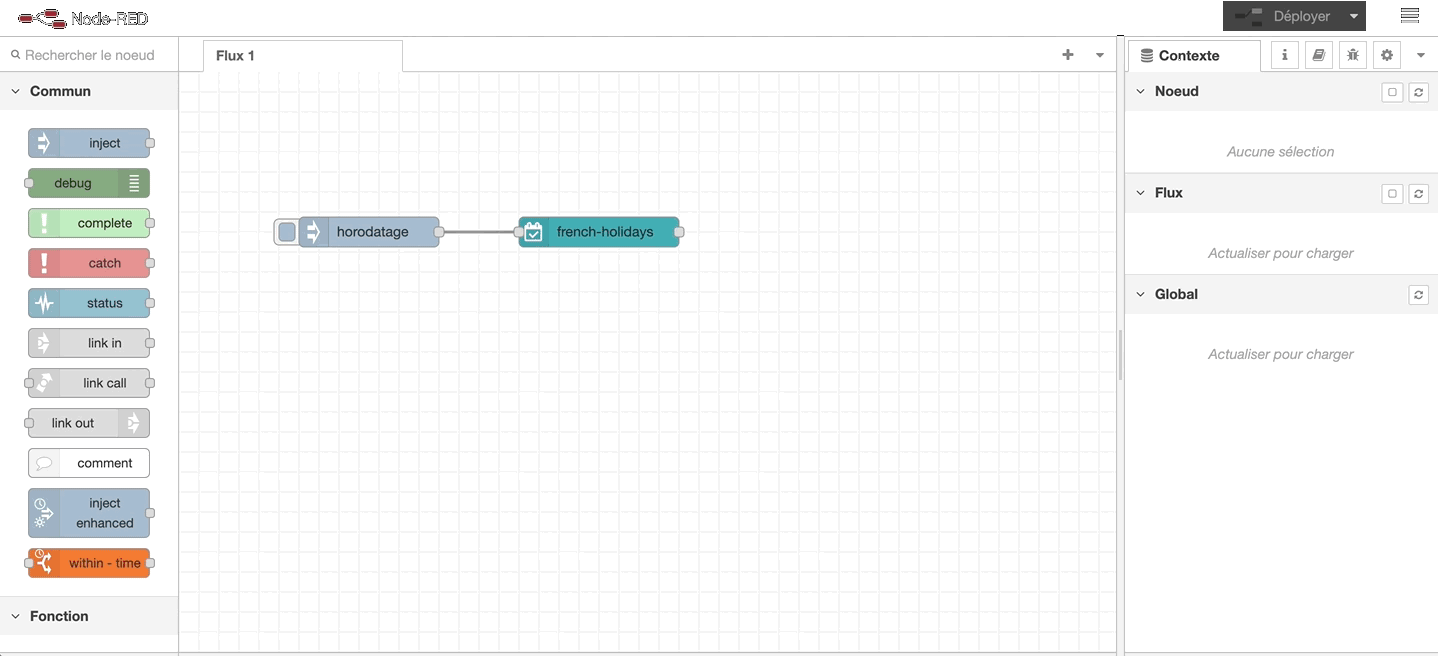 Node-RED
Déployer
Rechercher le noeud
Flux 1
Contexte
Commun
Noeud
inject
debug
complete
catch
status
link in
link call
link out
comment
inject
enhanced
within - time
Fonction
horodatage
french-holidays
Aucune sélection
Flux
Actualiser pour charger
Global
Actualiser pour charger